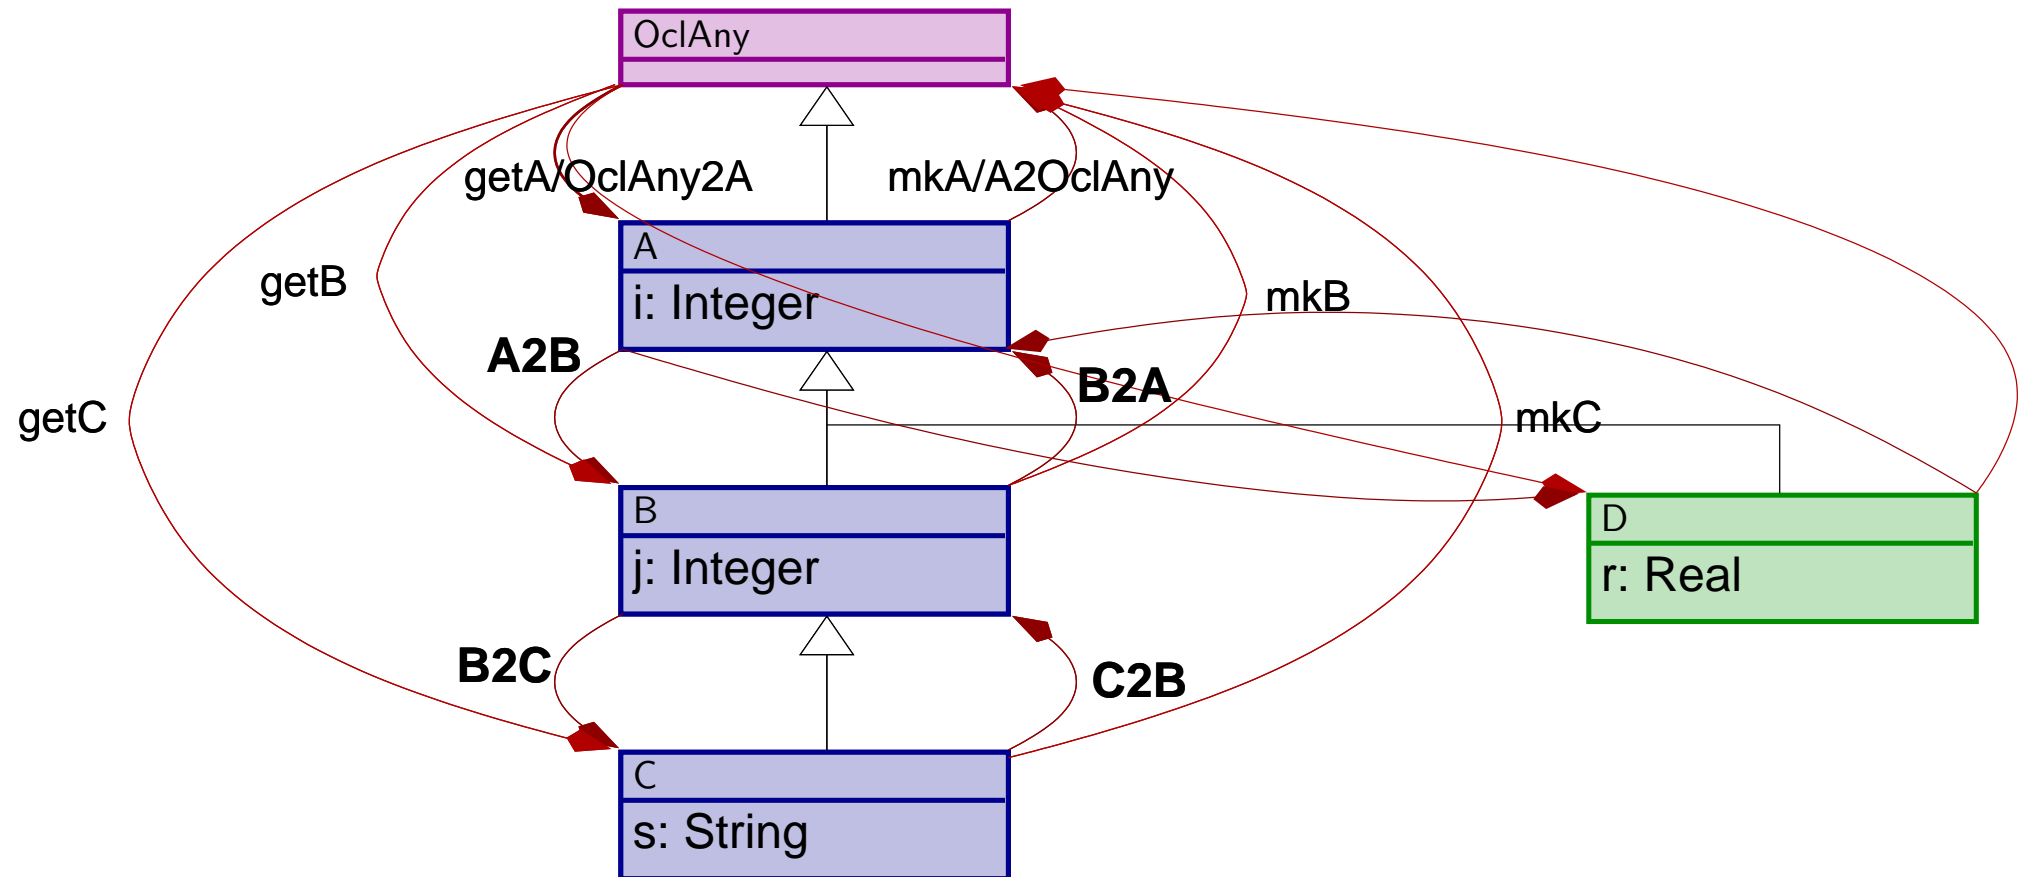 OclAny
getA/OclAny2A
mkA/A2OclAny
A
i: Integer
getB
mkB
A2B
B2A
getC
mkC
B
j: Integer
D
r: Real
B2C
C2B
C
s: String